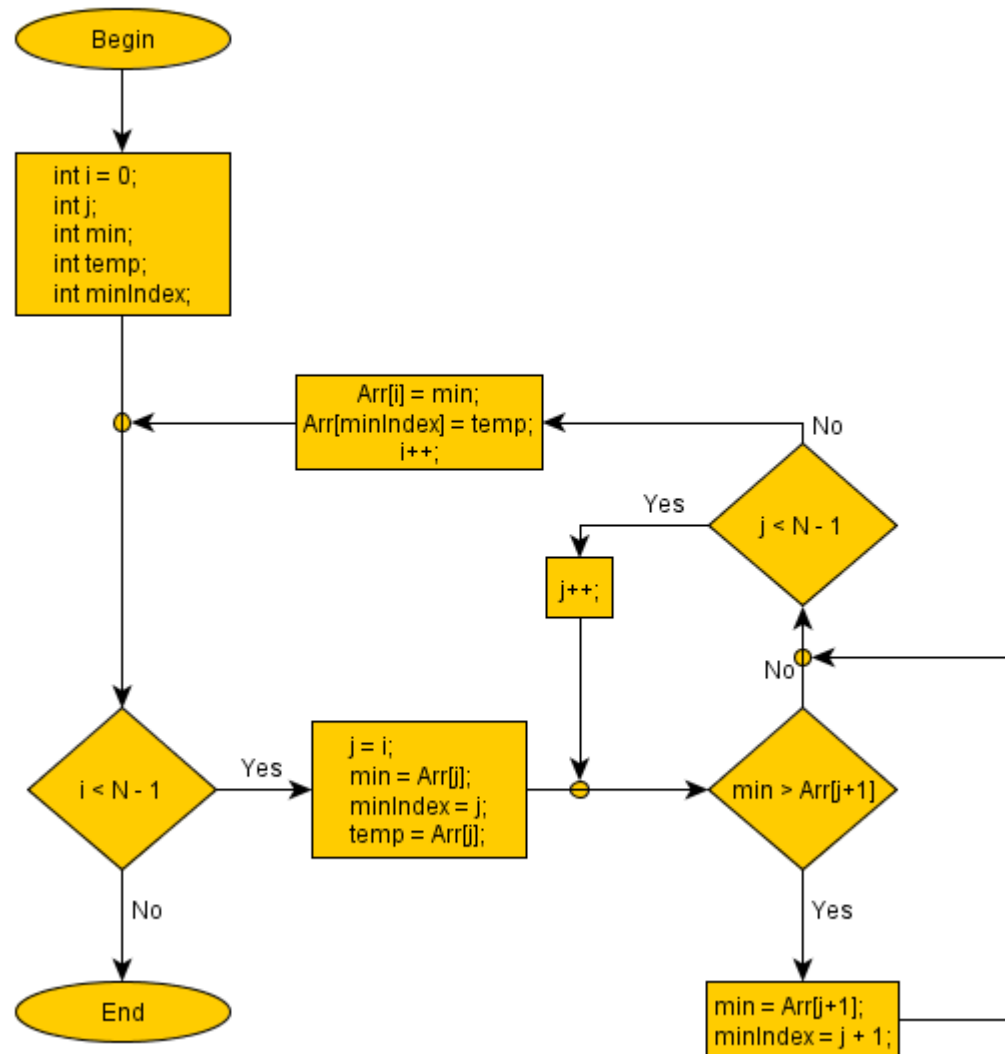 Begin
int i = 0;
int j;
int min;
int temp;
int minIndex;
Arr[i] = min;
Arr[minIndex] = temp;
i++;
No
Yes
j < N - 1
j++;
No
i < N - 1
Yes
j = i;
min = Arr[j];
minIndex = j;
temp = Arr[j];
min > Arr[j+1]
No
Yes
End
min = Arr[j+1];
minIndex = j + 1;